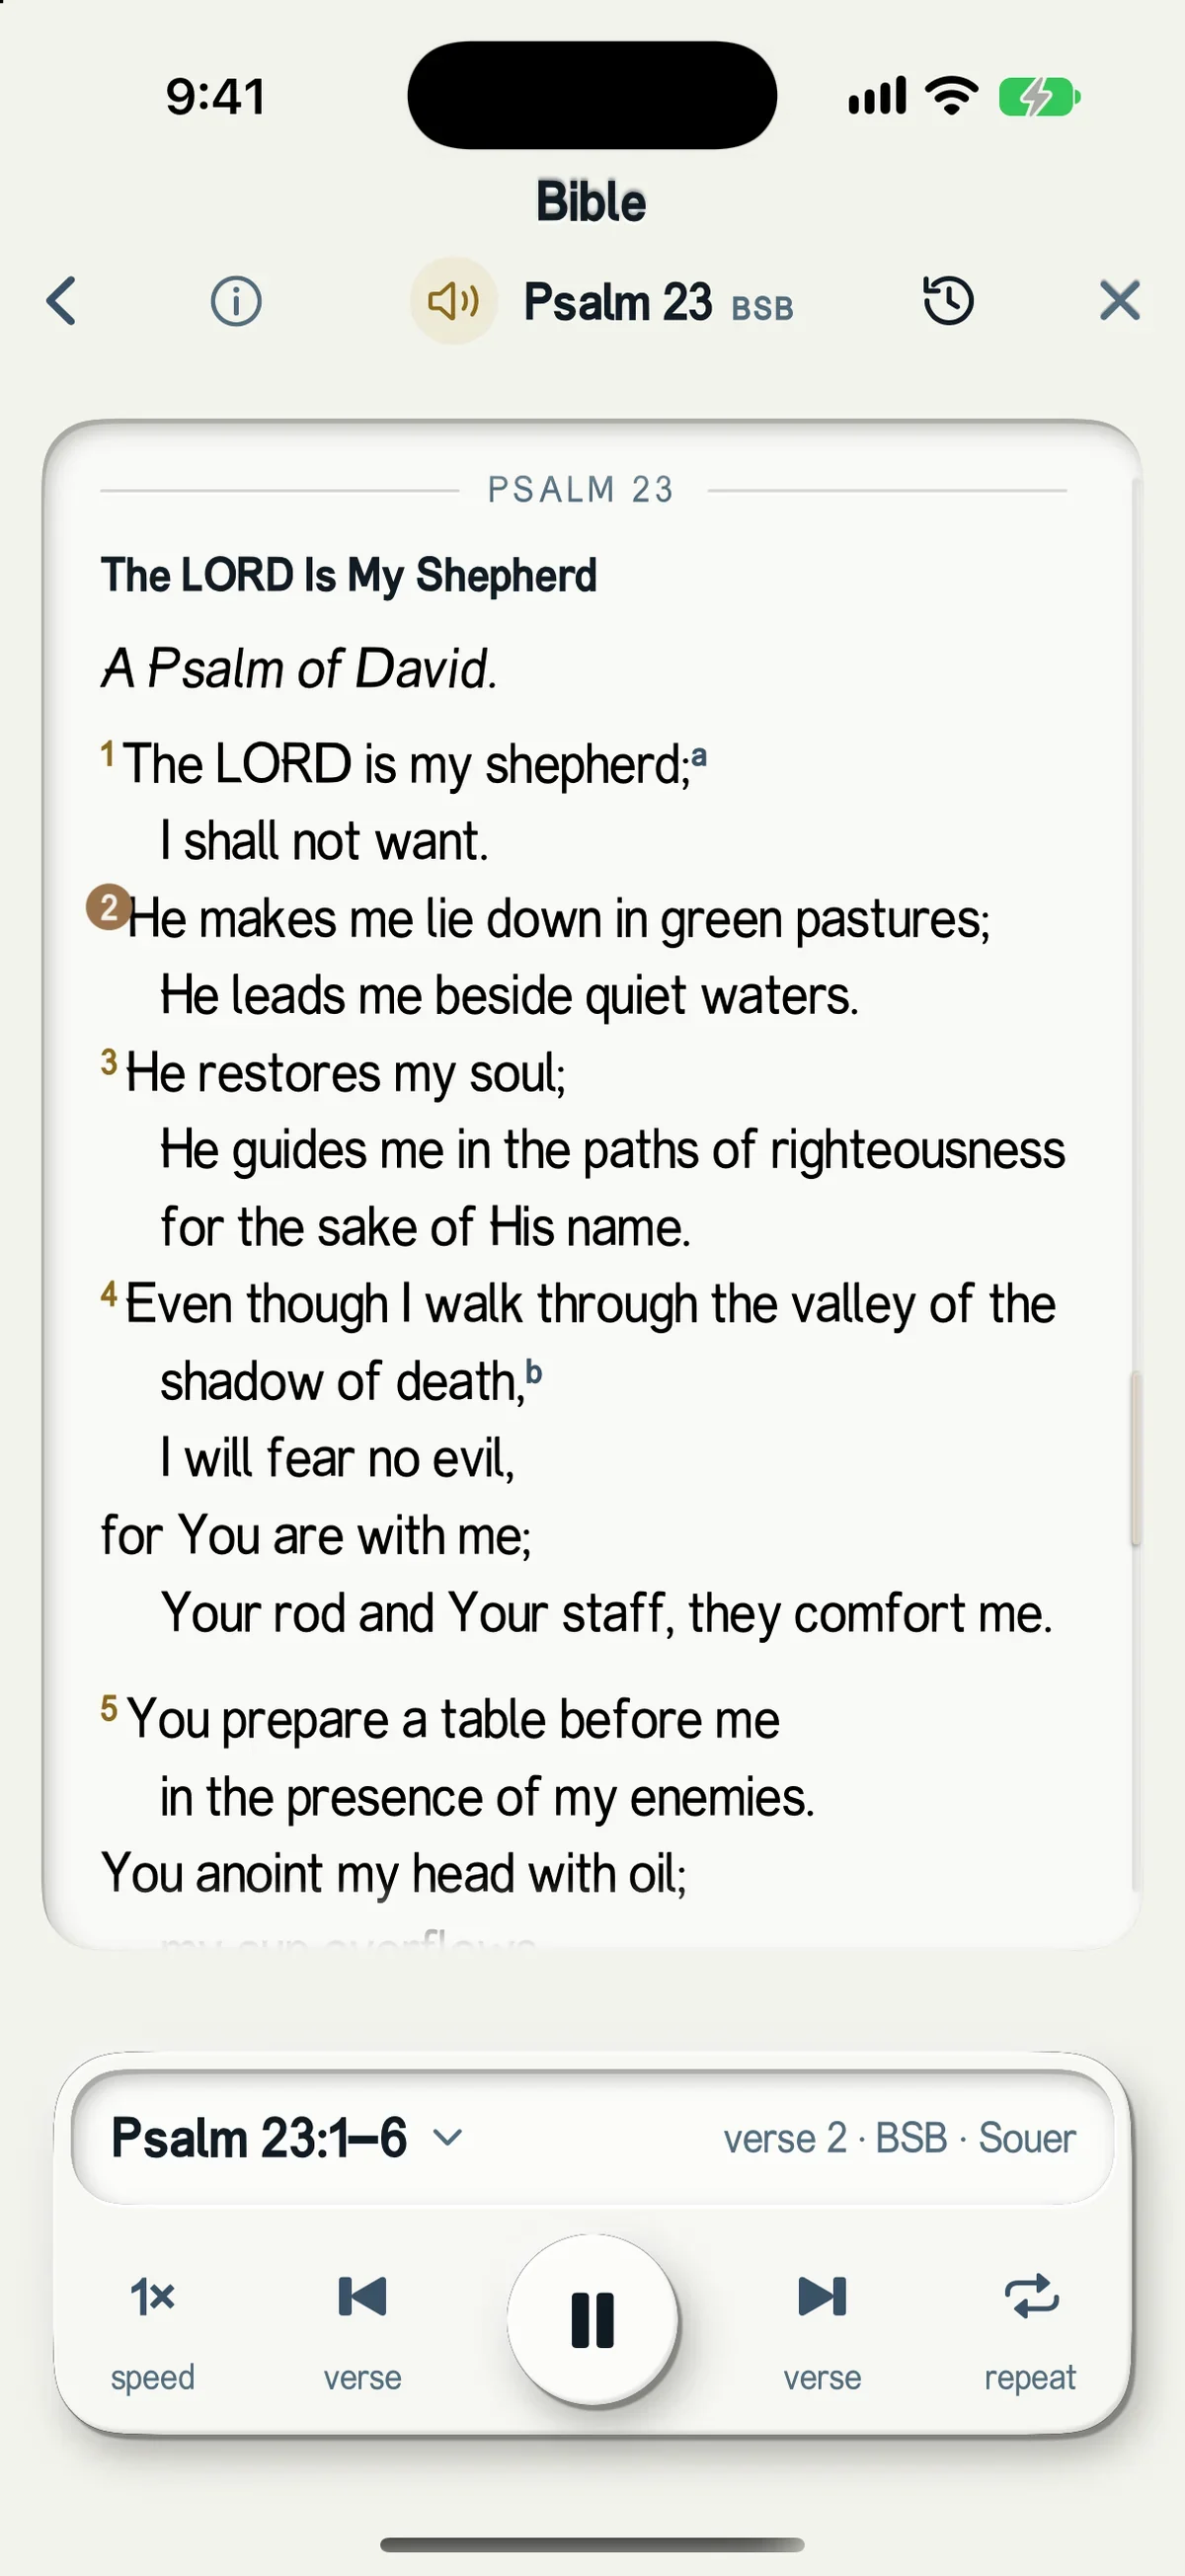 9:41
Bible
Psalm 23 BSB
PSALM 23
The LORD Is My Shepherd
A Psalm of David.
1 The LORD is my shepherd;a
I shall not want.
2 He makes me lie down in green pastures;
He leads me beside quiet waters.
3 He restores my soul;
He guides me in the paths of righteousness
for the sake of His name.
4 Even though I walk through the valley of the
shadow of death,b
I will fear no evil,
for You are with me;
Your rod and Your staff, they comfort me.
5 You prepare a table before me
in the presence of my enemies.
You anoint my head with oil;
my cup overflows.
Psalm 23:1–6 verse 2 · BSB · Souer
1×
speed verse verse repeat